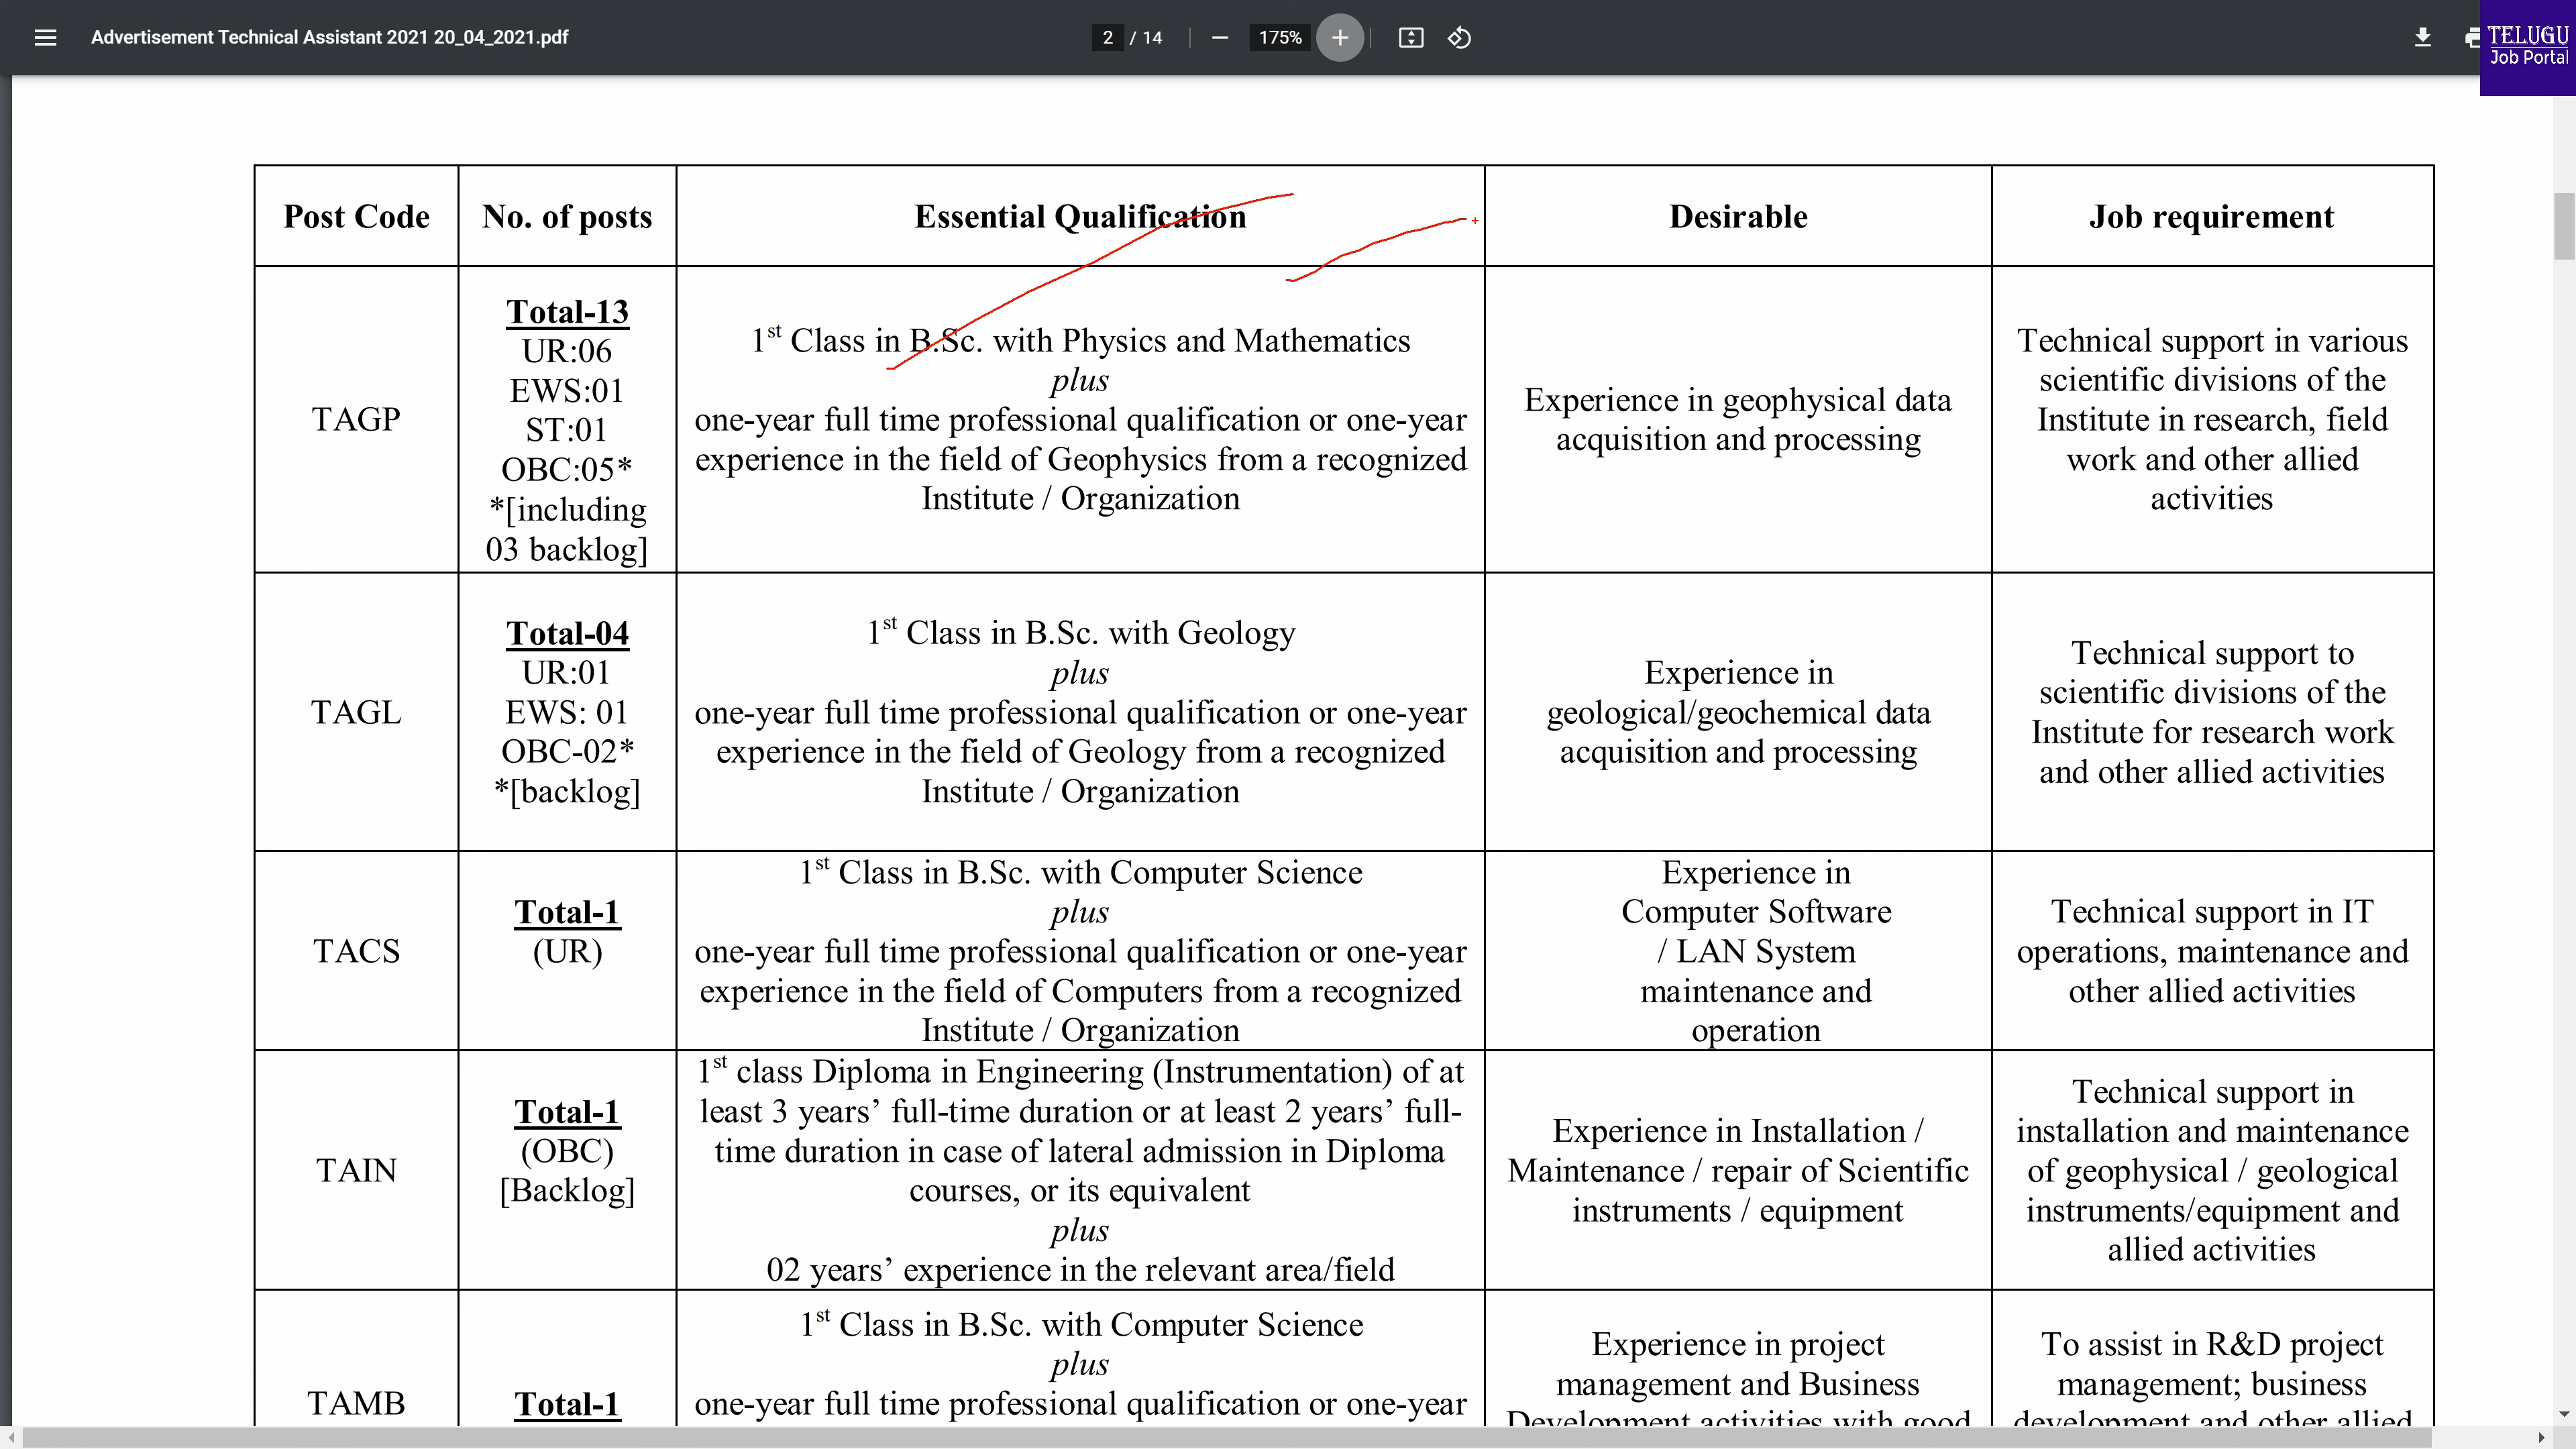 Advertisement Technical Assistant 2021 20_04_2021.pdf
2 / 14
175%
TELUGU
Job Portal
Post Code
No. of posts
Essential Qualification
Desirable
Job requirement
TAGP
Total-13
UR:06
EWS:01
ST:01
OBC:05*
*[including
03 backlog]
1st Class in B.Sc. with Physics and Mathematics
plus
one-year full time professional qualification or one-year
experience in the field of Geophysics from a recognized
Institute / Organization
Experience in geophysical data
acquisition and processing
Technical support in various
scientific divisions of the
Institute in research, field
work and other allied
activities
TAGL
Total-04
UR:01
EWS: 01
OBC-02*
*[backlog]
1st Class in B.Sc. with Geology
plus
one-year full time professional qualification or one-year
experience in the field of Geology from a recognized
Institute / Organization
Experience in
geological/geochemical data
acquisition and processing
Technical support to
scientific divisions of the
Institute for research work
and other allied activities
TACS
Total-1
(UR)
1st Class in B.Sc. with Computer Science
plus
one-year full time professional qualification or one-year
experience in the field of Computers from a recognized
Institute / Organization
Experience in
Computer Software
/ LAN System
maintenance and
operation
Technical support in IT
operations, maintenance and
other allied activities
TAIN
Total-1
(OBC)
[Backlog]
1st class Diploma in Engineering (Instrumentation) of at
least 3 years’ full-time duration or at least 2 years’ full-
time duration in case of lateral admission in Diploma
courses, or its equivalent
plus
02 years’ experience in the relevant area/field
Experience in Installation /
Maintenance / repair of Scientific
instruments / equipment
Technical support in
installation and maintenance
of geophysical / geological
instruments/equipment and
allied activities
TAMB
Total-1
1st Class in B.Sc. with Computer Science
plus
one-year full time professional qualification or one-year
Experience in project
management and Business
Development activities with good
To assist in R&D project
management; business
development and other allied